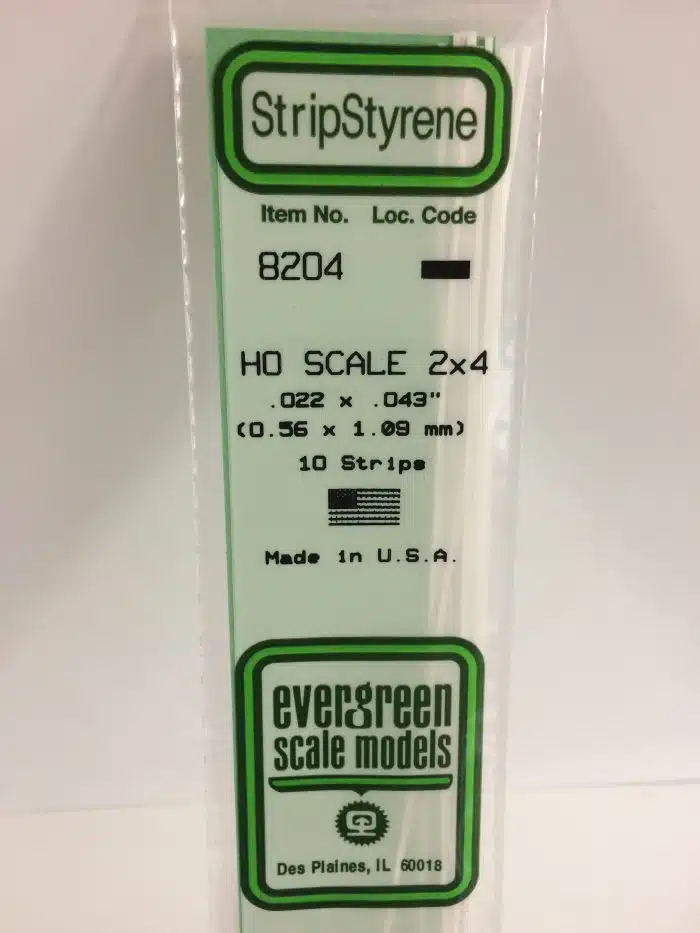 StripStyrene
Item No. Loc. Code
8204
HO SCALE 2x4
.022 x .043"
(0.56 x 1.09 mm)
10 Strips
Made in U.S.A.
evergreen
scale models
Des Plaines, IL 60018